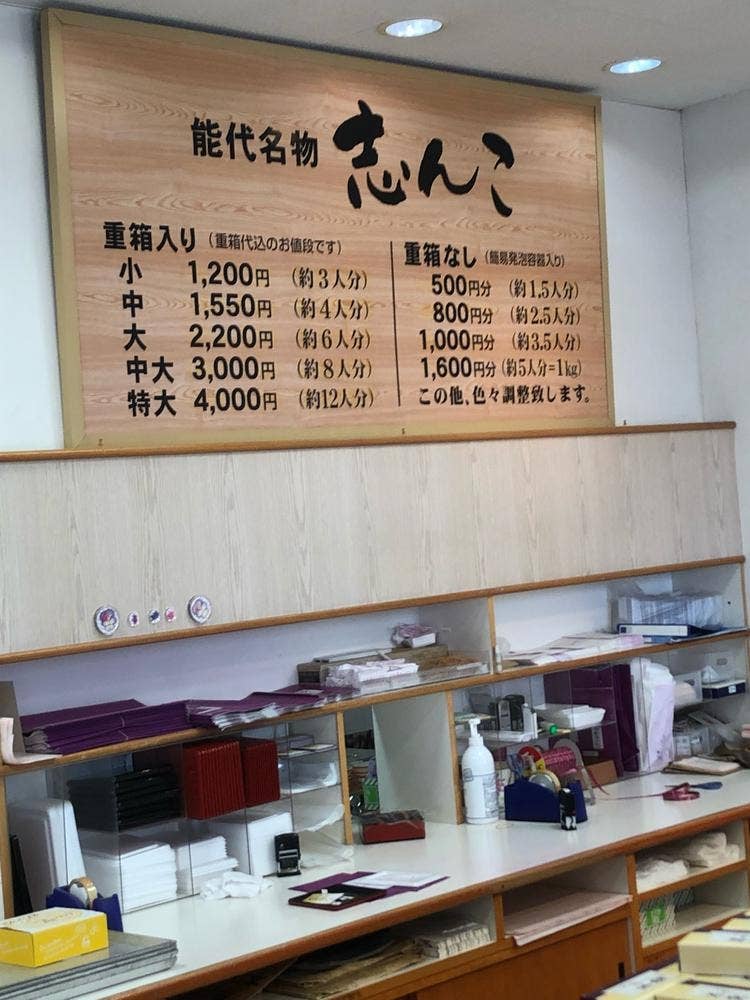 能代名物 志んこ
重箱入り（重箱代込のお値段です）
小 1,200円 （約3人分）
中 1,550円 （約4人分）
大 2,200円 （約6人分）
中大 3,000円 （約8人分）
特大 4,000円 （約12人分）
重箱なし（簡易発泡容器入り）
500円分 （約1.5人分）
800円分 （約2.5人分）
1,000円分 （約3.5人分）
1,600円分（約5人分=1kg）
この他、色々調整致します。